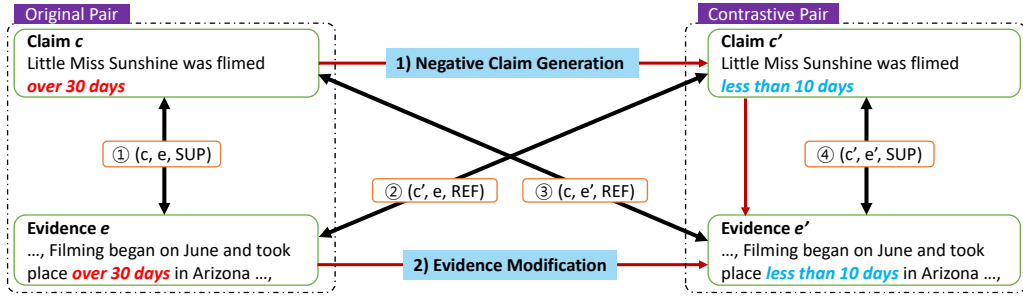 Original Pair
Contrastive Pair
Claim c
Little Miss Sunshine was flimed
over 30 days
1) Negative Claim Generation
Claim c’
Little Miss Sunshine was flimed
less than 10 days
① (c, e, SUP)
② (c’, e, REF)
③ (c, e’, REF)
④ (c’, e’, SUP)
Evidence e
…, Filming began on June and took
place over 30 days in Arizona …,
2) Evidence Modification
Evidence e’
…, Filming began on June and took
place less than 10 days in Arizona …,